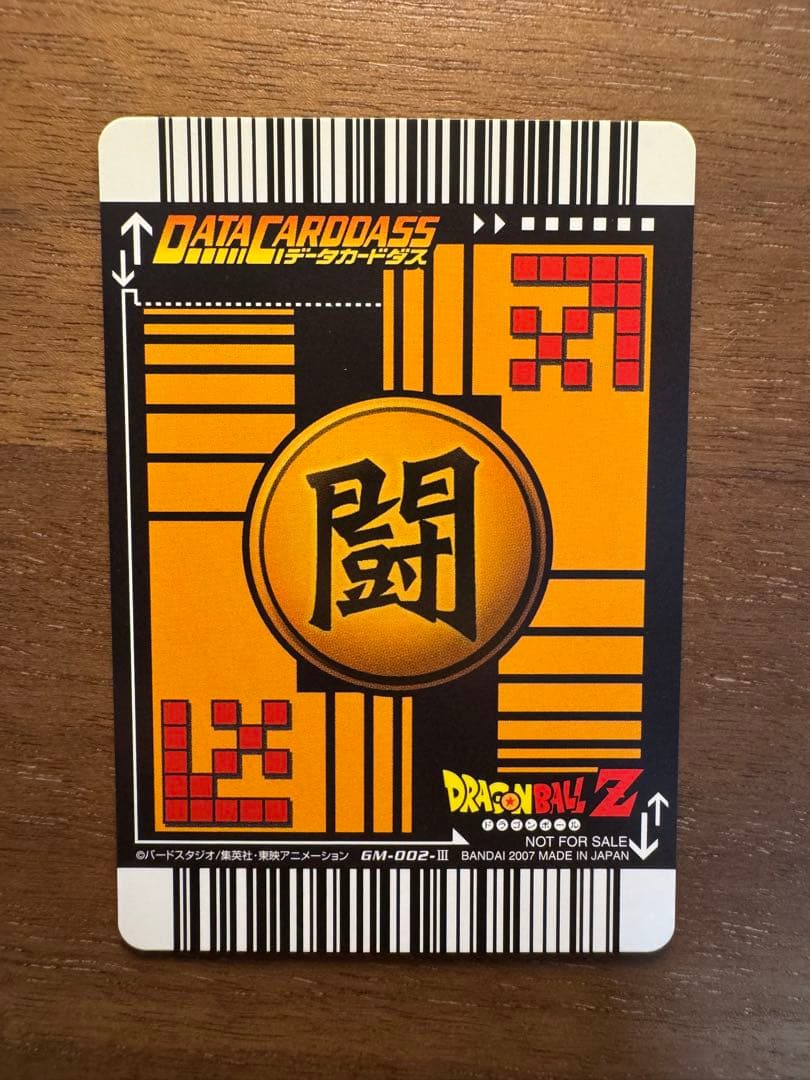 DATA CARDDASS
データカードダス
闘
DRAGONBALL Z
ドラゴンボール
NOT FOR SALE
©バードスタジオ/集英社・東映アニメーション GM-002-Ⅲ BANDAI 2007 MADE IN JAPAN